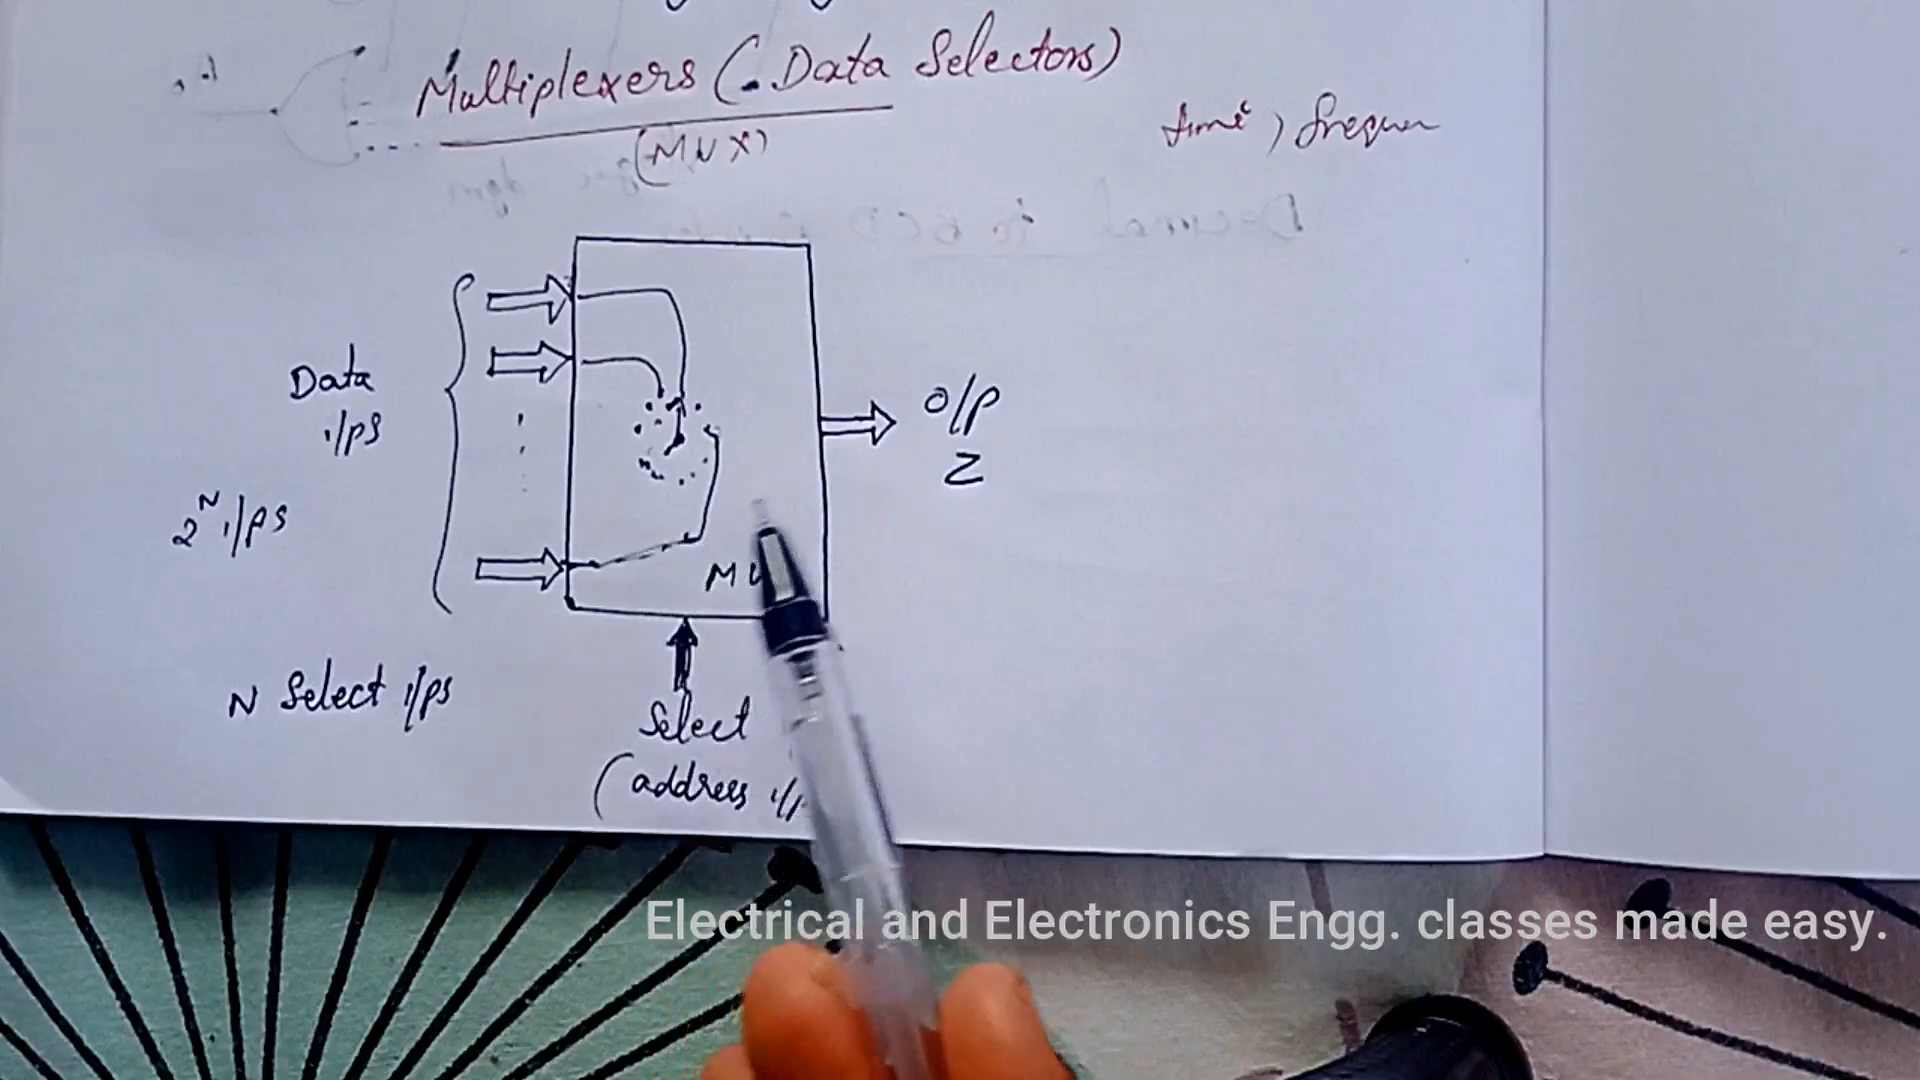 Multiplexers (Data Selectors)
(MUX)
time, frequen
Data
i/ps
2^N i/ps
O/P
Z
N Select i/ps
Select
(address i/p
Electrical and Electronics Engg. classes made easy.